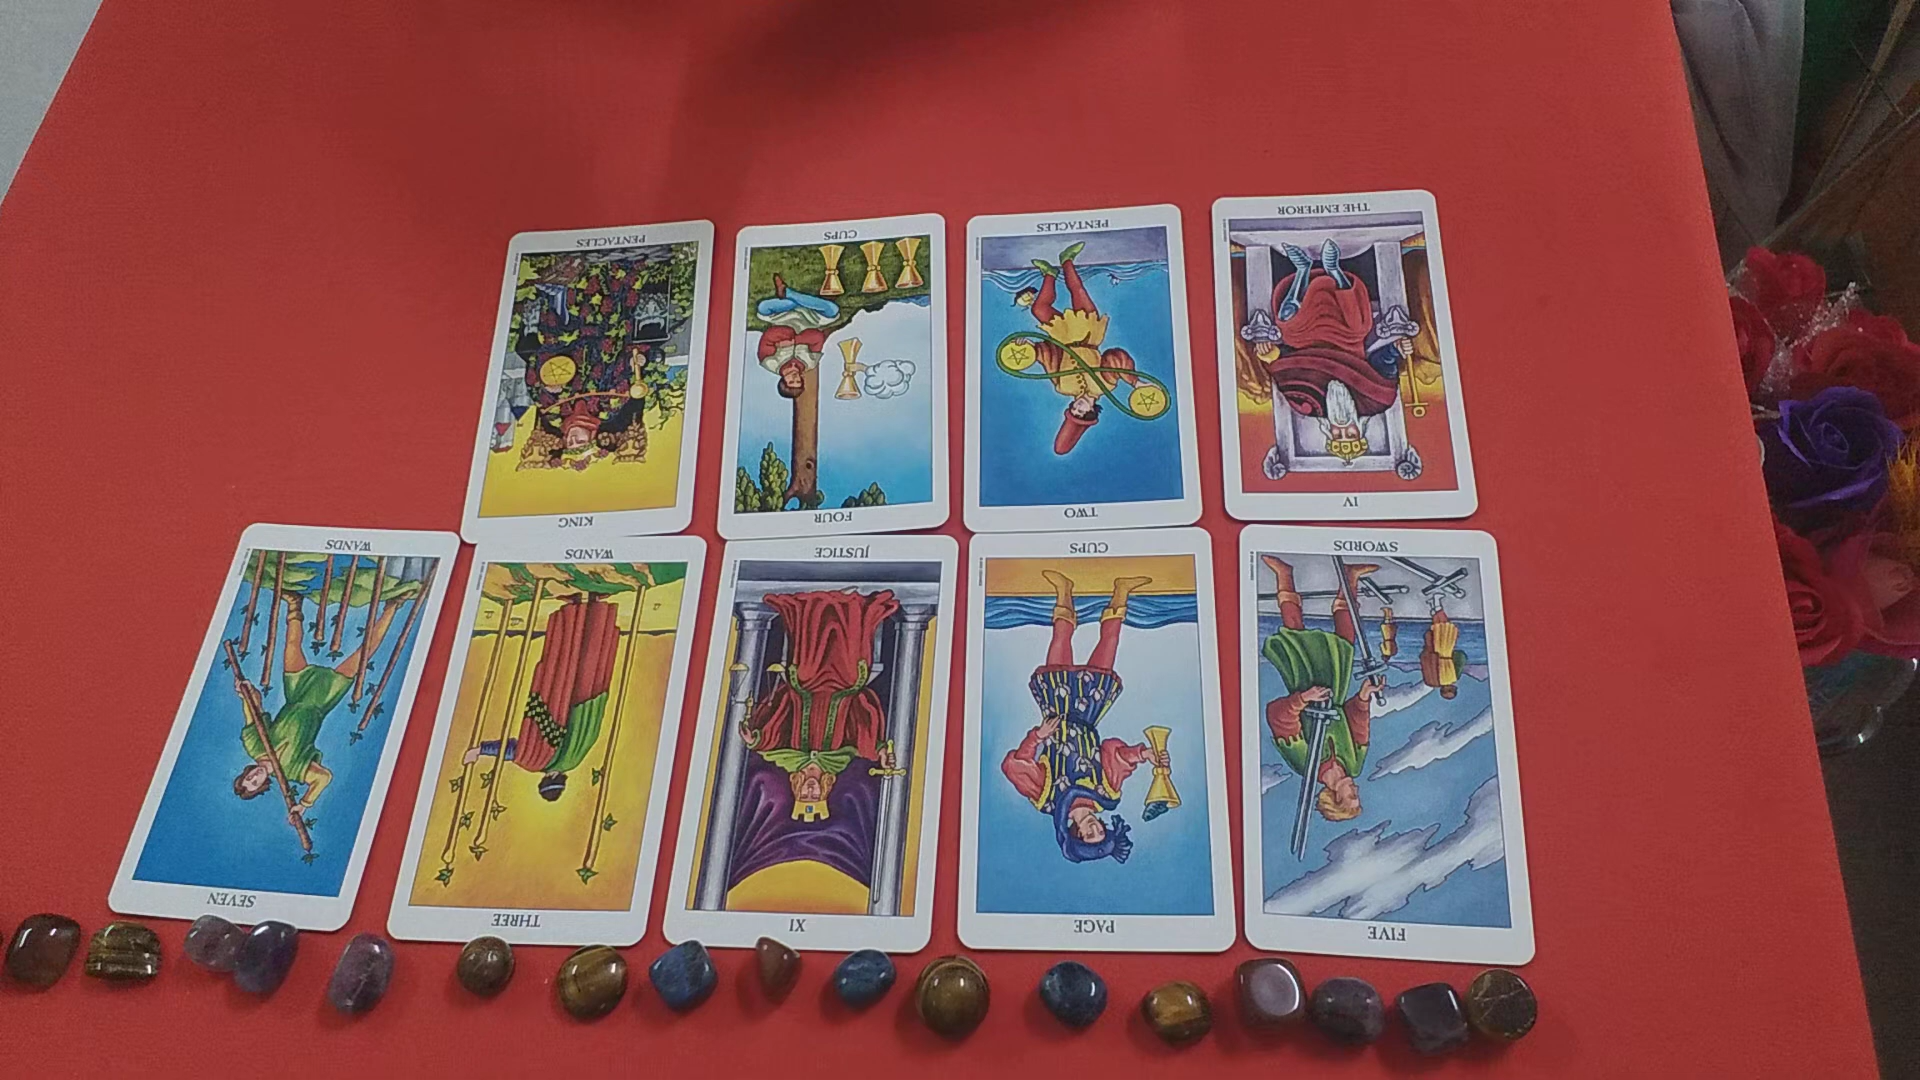 PENTACLES
KING
CUPS
FOUR
PENTACLES
TWO
THE EMPEROR
IV
WANDS
SEVEN
WANDS
THREE
JUSTICE
XI
CUPS
PAGE
SWORDS
FIVE